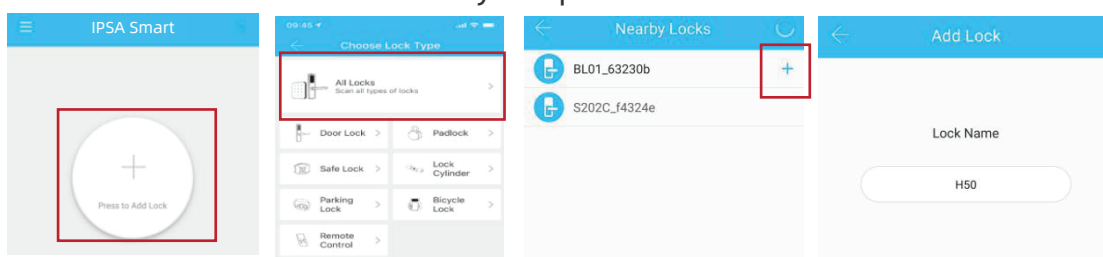 IPSA Smart
Press to Add Lock
09:45
Choose Lock Type
All Locks
Scan all types of locks
Door Lock
Padlock
Safe Lock
Lock
Cylinder
Parking
Lock
Bicycle
Lock
Remote
Control
Nearby Locks
BL01_63230b
S202C_f4324e
Add Lock
Lock Name
H50